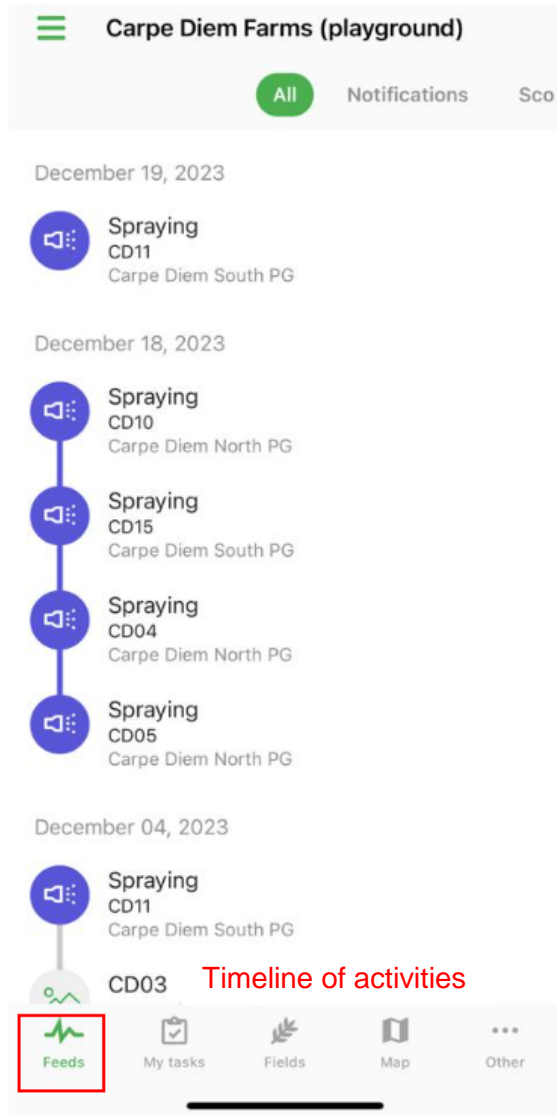 Carpe Diem Farms (playground)
All Notifications Sco
December 19, 2023
Spraying
CD11
Carpe Diem South PG
December 18, 2023
Spraying
CD10
Carpe Diem North PG
Spraying
CD15
Carpe Diem South PG
Spraying
CD04
Carpe Diem North PG
Spraying
CD05
Carpe Diem North PG
December 04, 2023
Spraying
CD11
Carpe Diem South PG
CD03 Timeline of activities
Feeds My tasks Fields Map Other